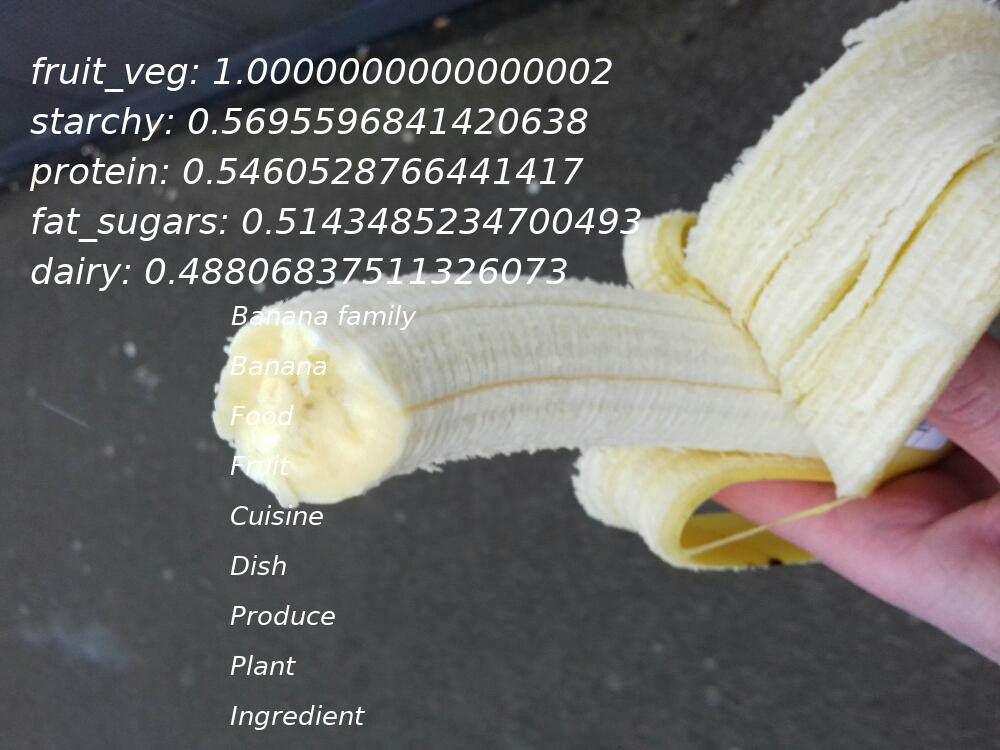 fruit_veg: 1.0000000000000002
starchy: 0.5695596841420638
protein: 0.5460528766441417
fat_sugars: 0.5143485234700493
dairy: 0.48806837511326073
Banana family
Banana
Food
Fruit
Cuisine
Dish
Produce
Plant
Ingredient